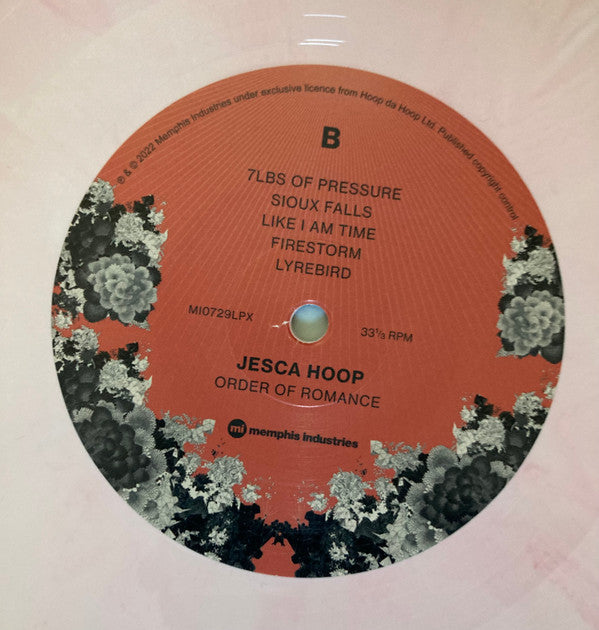 ℗ & © 2022 Memphis Industries under exclusive licence from Hoop da Hoop Ltd. Published copyright control.
B
7LBS OF PRESSURE
SIOUX FALLS
LIKE I AM TIME
FIRESTORM
LYREBIRD
MI0729LPX
33⅓ RPM
JESCA HOOP
ORDER OF ROMANCE
mi memphis industries